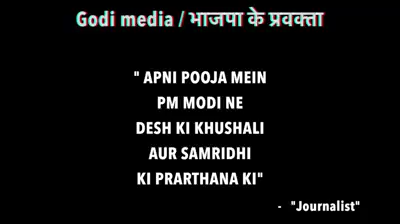 Godi media / भाजपा के प्रवक्ता
" APNI POOJA MEIN
PM MODI NE
DESH KI KHUSHALI
AUR SAMRIDHI
KI PRARTHANA KI"
- "Journalist"